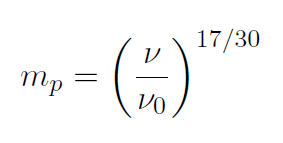 m_p = \left( \frac{\nu}{\nu_0} \right)^{17/30}